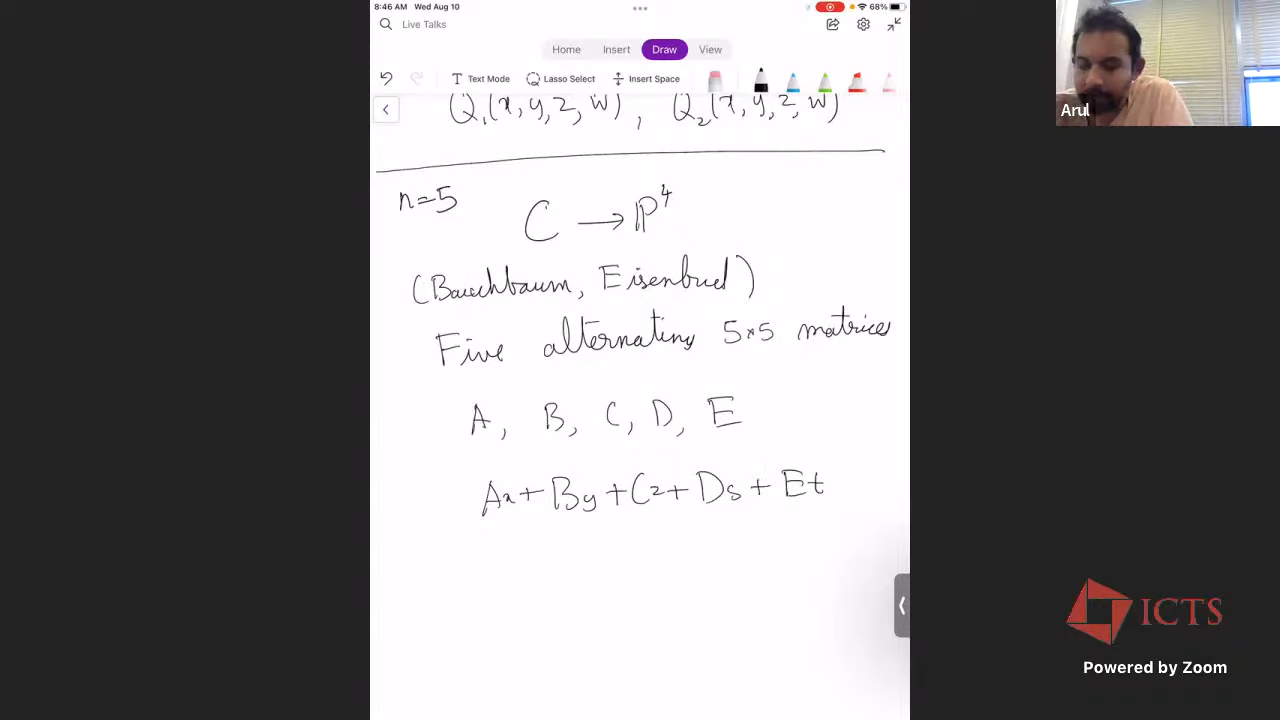 8:46 AM Wed Aug 10
68%
Live Talks
Home Insert Draw View
Text Mode Lasso Select Insert Space
Q₁(x, y, z, w) , Q₂(x, y, z, w)
n=5
C → P⁴
(Bauchbaum, Eisenbud)
Five alternating 5×5 matrices
A, B, C, D, E
Ax + By + Cz + Ds + Et
Arul
ICTS
Powered by Zoom